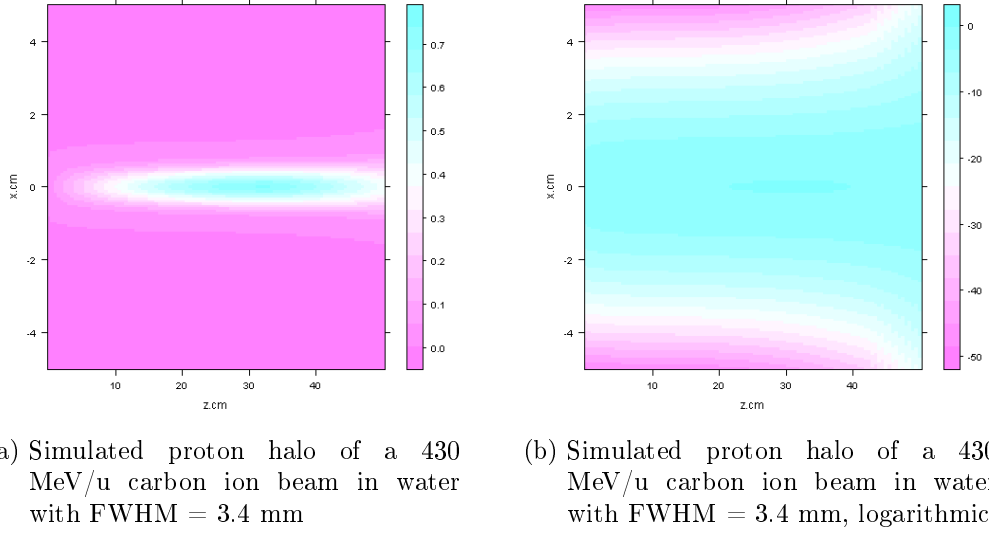 4
2
0
-2
-4
x.cm
10 20 30 40
z.cm
0.7
0.6
0.5
0.4
0.3
0.2
0.1
0.0
4
2
0
-2
-4
x.cm
10 20 30 40
z.cm
0
-10
-20
-30
-40
-50
a) Simulated proton halo of a 430
MeV/u carbon ion beam in water
with FWHM = 3.4 mm
(b) Simulated proton halo of a 430
MeV/u carbon ion beam in water
with FWHM = 3.4 mm, logarithmic